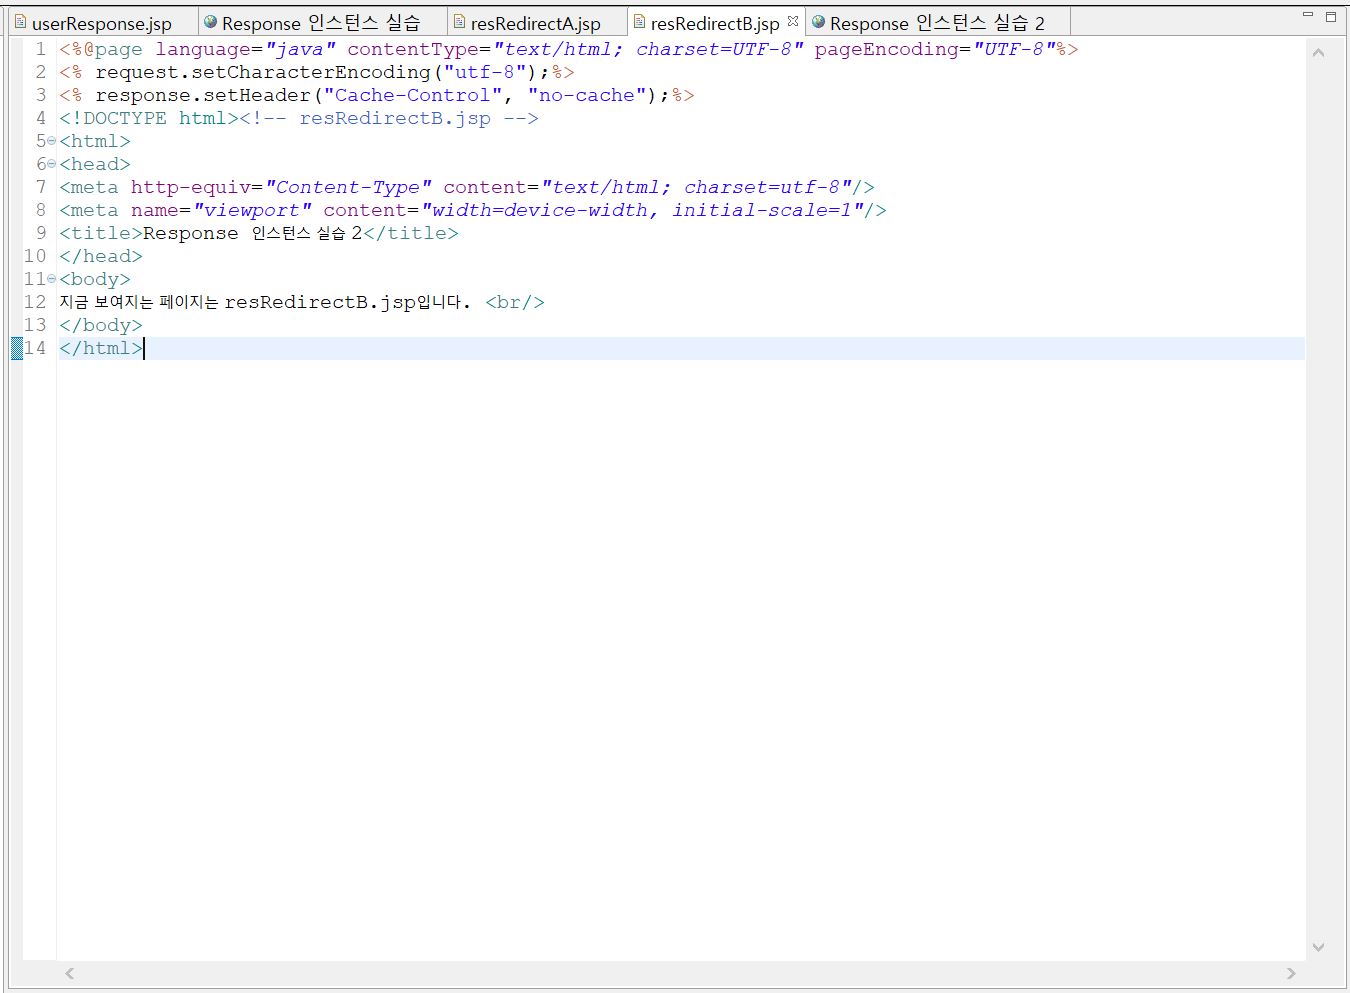 userResponse.jsp Response 인스턴스 실습 resRedirectA.jsp resRedirectB.jsp Response 인스턴스 실습 2
1 <%@page language="java" contentType="text/html; charset=UTF-8" pageEncoding="UTF-8"%>
2 <% request.setCharacterEncoding("utf-8");%>
3 <% response.setHeader("Cache-Control", "no-cache");%>
4 <!DOCTYPE html><!-- resRedirectB.jsp -->
5 <html>
6 <head>
7 <meta http-equiv="Content-Type" content="text/html; charset=utf-8"/>
8 <meta name="viewport" content="width=device-width, initial-scale=1"/>
9 <title>Response 인스턴스 실습 2</title>
10 </head>
11 <body>
12 지금 보여지는 페이지는 resRedirectB.jsp입니다. <br/>
13 </body>
14 </html>